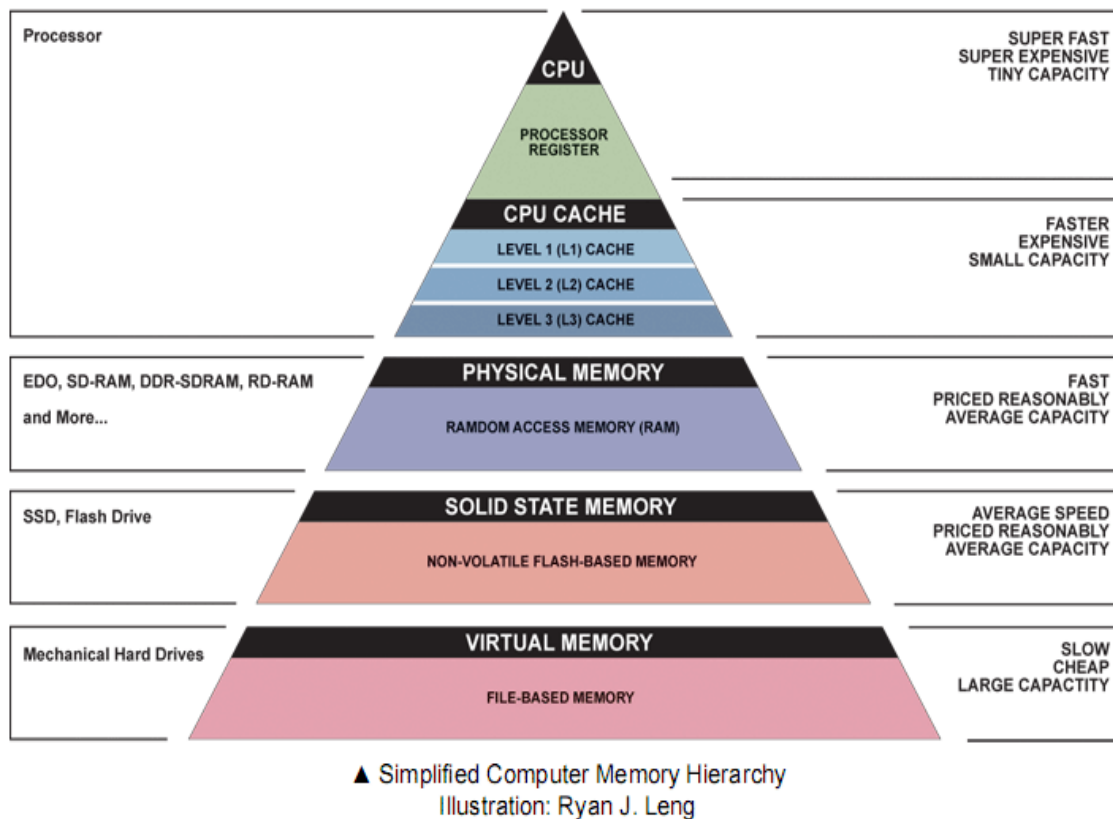 Processor
CPU
SUPER FAST
SUPER EXPENSIVE
TINY CAPACITY
PROCESSOR
REGISTER
CPU CACHE
LEVEL 1 (L1) CACHE
LEVEL 2 (L2) CACHE
LEVEL 3 (L3) CACHE
FASTER
EXPENSIVE
SMALL CAPACITY
EDO, SD-RAM, DDR-SDRAM, RD-RAM
and More...
PHYSICAL MEMORY
RAMDOM ACCESS MEMORY (RAM)
FAST
PRICED REASONABLY
AVERAGE CAPACITY
SSD, Flash Drive
SOLID STATE MEMORY
NON-VOLATILE FLASH-BASED MEMORY
AVERAGE SPEED
PRICED REASONABLY
AVERAGE CAPACITY
Mechanical Hard Drives
VIRTUAL MEMORY
FILE-BASED MEMORY
SLOW
CHEAP
LARGE CAPACTITY
▲ Simplified Computer Memory Hierarchy
Illustration: Ryan J. Leng